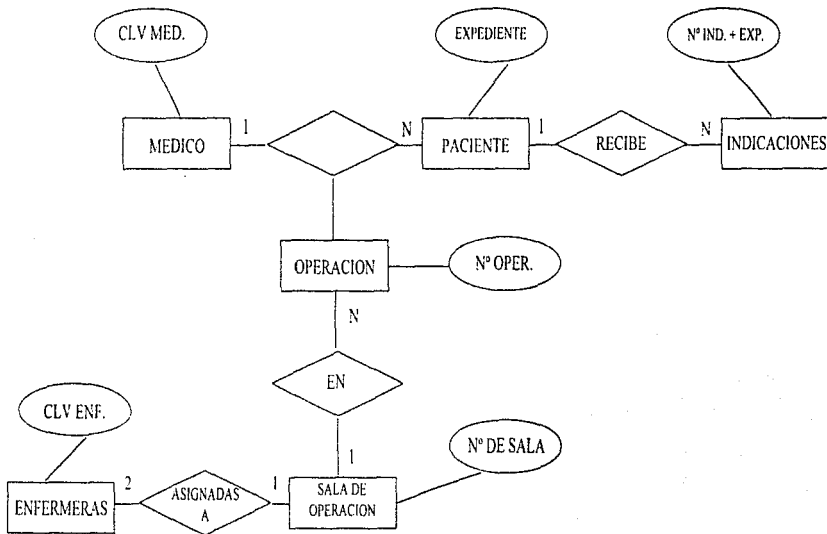 CLV MED.
EXPEDIENTE
Nº IND. + EXP.
MEDICO
1
N
PACIENTE
1
RECIBE
N
INDICACIONES
OPERACION
Nº OPER.
N
EN
CLV ENF.
Nº DE SALA
1
ENFERMERAS
2
ASIGNADAS
A
1
SALA DE
OPERACION